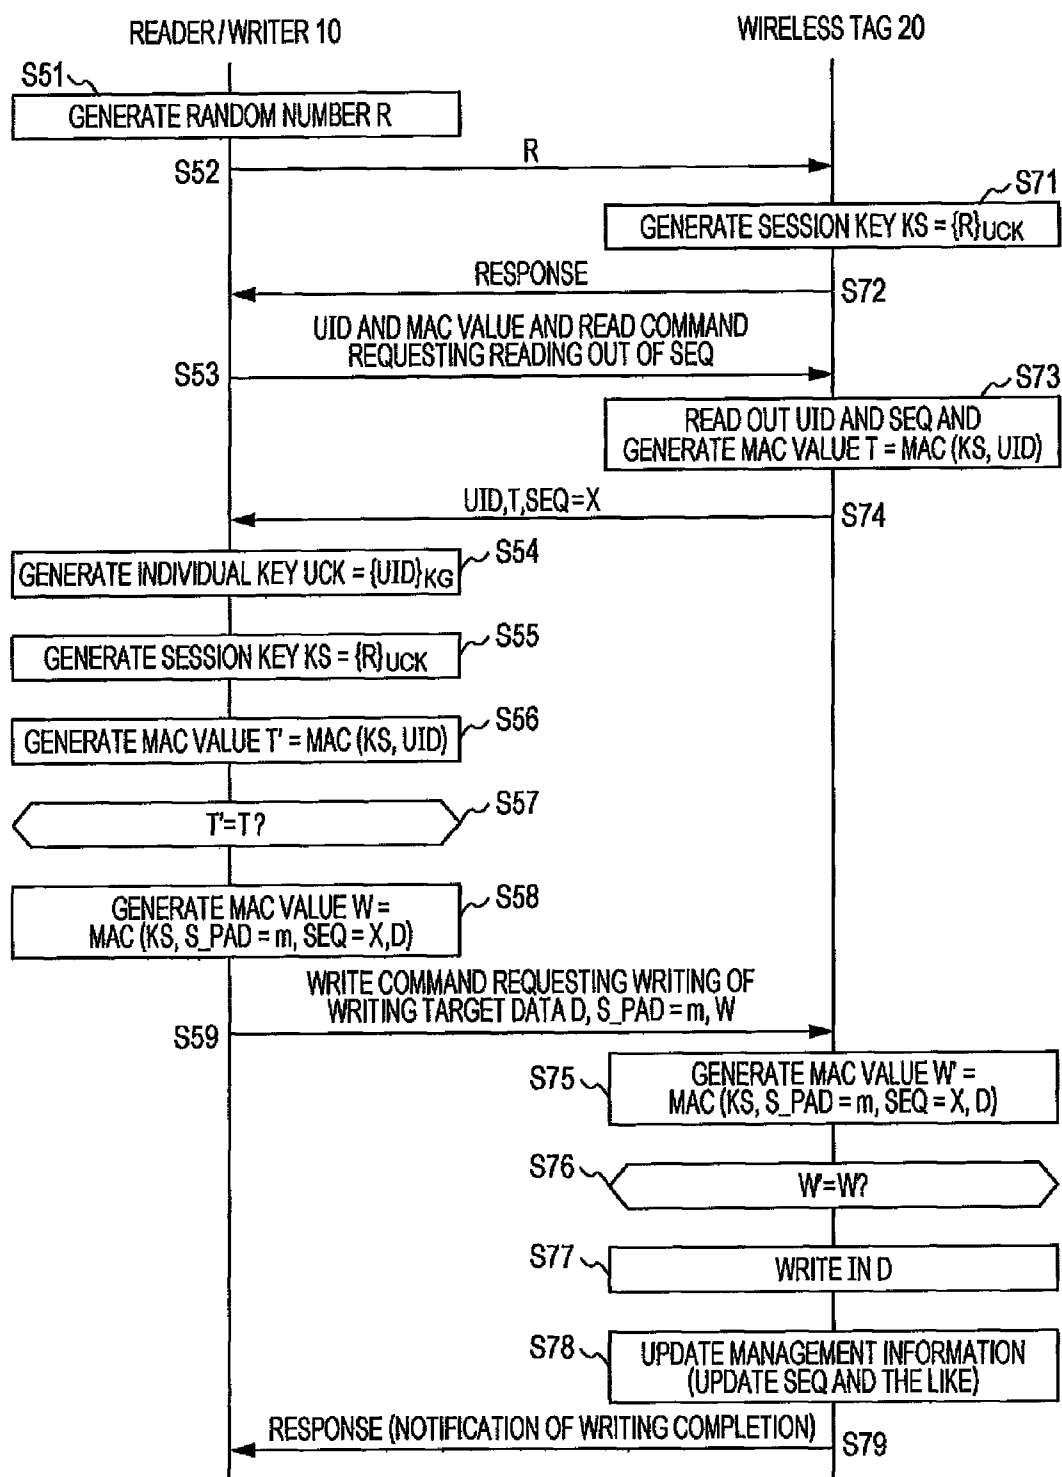 READER/WRITER 10
WIRELESS TAG 20
S51
GENERATE RANDOM NUMBER R
R
S52
S71
GENERATE SESSION KEY KS = {R}UCK
RESPONSE
S72
UID AND MAC VALUE AND READ COMMAND
REQUESTING READING OUT OF SEQ
S53
S73
READ OUT UID AND SEQ AND
GENERATE MAC VALUE T = MAC (KS, UID)
UID,T,SEQ=X
S74
S54
GENERATE INDIVIDUAL KEY UCK = {UID}KG
S55
GENERATE SESSION KEY KS = {R}UCK
S56
GENERATE MAC VALUE T' = MAC (KS, UID)
S57
T'=T?
S58
GENERATE MAC VALUE W =
MAC (KS, S_PAD = m, SEQ = X,D)
WRITE COMMAND REQUESTING WRITING OF
WRITING TARGET DATA D, S_PAD = m, W
S59
S75
GENERATE MAC VALUE W' =
MAC (KS, S_PAD = m, SEQ = X, D)
S76
W'=W?
S77
WRITE IN D
S78
UPDATE MANAGEMENT INFORMATION
(UPDATE SEQ AND THE LIKE)
RESPONSE (NOTIFICATION OF WRITING COMPLETION)
S79